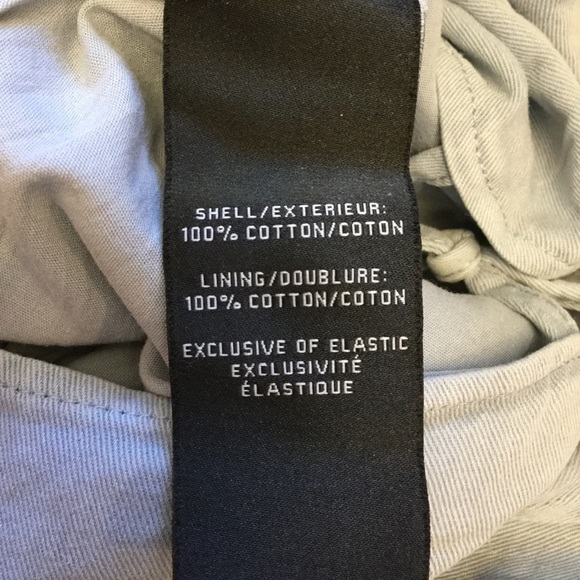 SHELL/EXTERIEUR:
100% COTTON/COTON
LINING/DOUBLURE:
100% COTTON/COTON
EXCLUSIVE OF ELASTIC
EXCLUSIVITÉ
ÉLASTIQUE